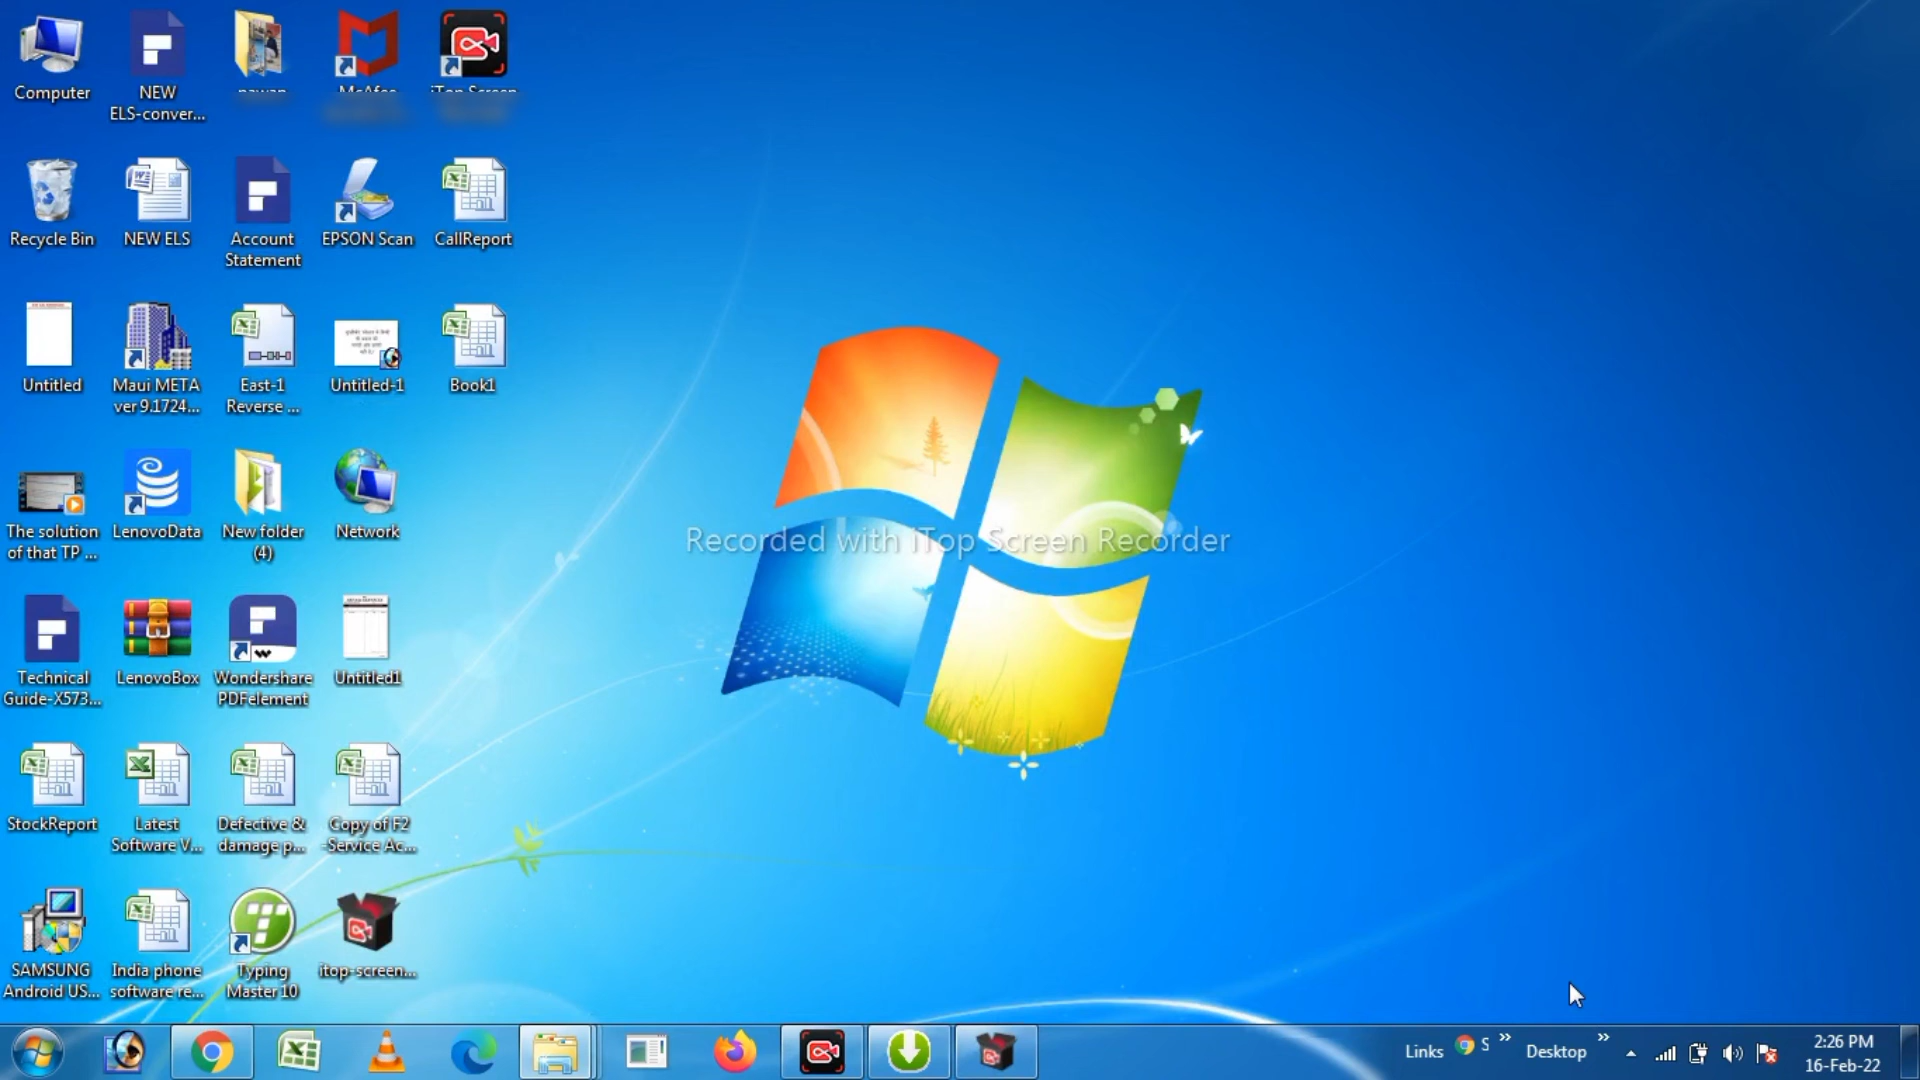 Computer
NEW
ELS-conver...
Recycle Bin
NEW ELS
Account
Statement
EPSON Scan
CallReport
Untitled
Maui META
ver 9.1724...
East-1
Reverse ...
Untitled-1
Book1
The solution
of that TP ...
LenovoData
New folder
(4)
Network
Recorded with iTop Screen Recorder
Technical
Guide-X573...
LenovoBox
Wondershare
PDFelement
Untitled1
StockReport
Latest
Software V...
Defective &
damage p...
Copy of F2
-Service Ac...
SAMSUNG
Android US...
India phone
software re...
Typing
Master 10
itop-screen...
Links
S
»
Desktop
»
2:26 PM
16-Feb-22